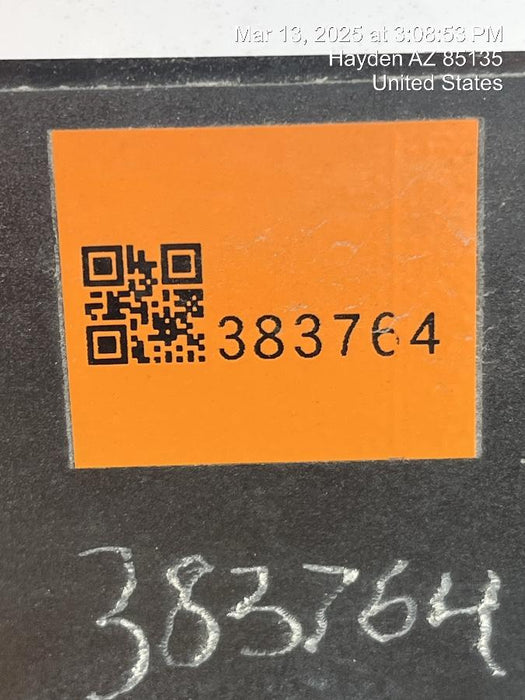 Mar 13, 2025 at 3:08:53 PM
Hayden AZ 85135
United States
383764
383764